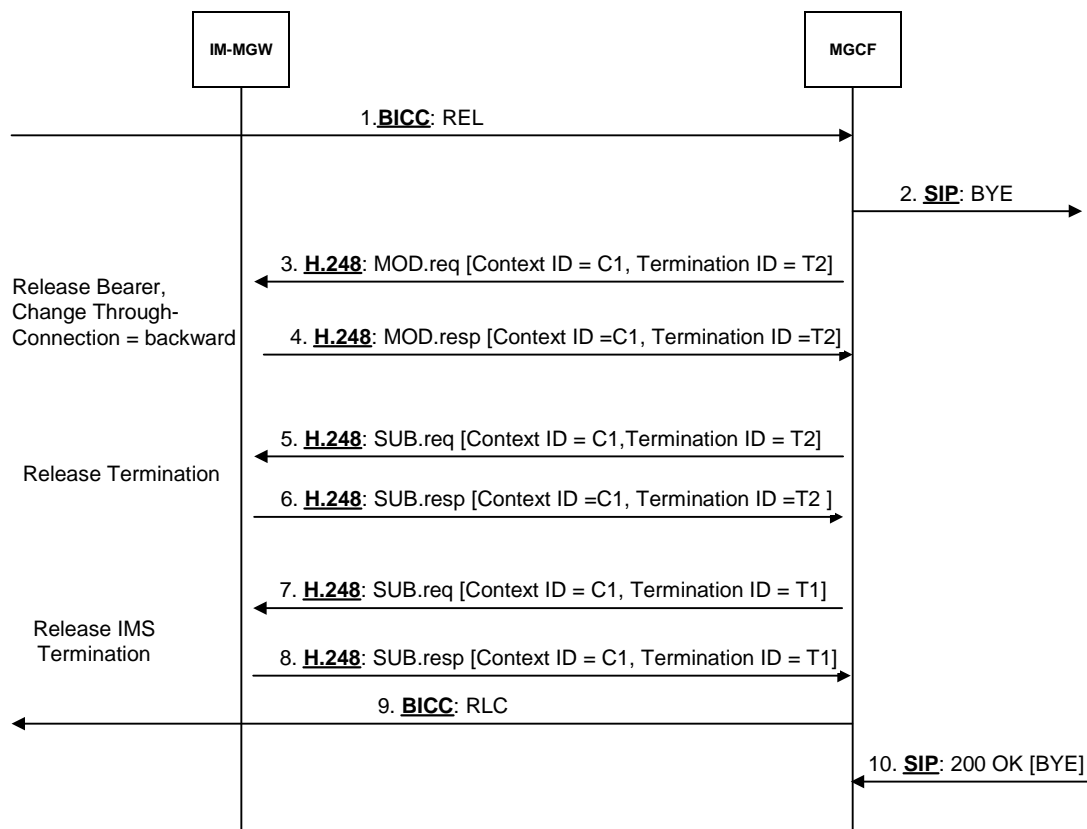 IM-MGW
MGCF
1.BICC: REL
2. SIP: BYE
3. H.248: MOD.req [Context ID = C1, Termination ID = T2]
Release Bearer,
Change Through-
Connection = backward
4. H.248: MOD.resp [Context ID =C1, Termination ID =T2]
5. H.248: SUB.req [Context ID = C1,Termination ID = T2]
Release Termination
6. H.248: SUB.resp [Context ID =C1, Termination ID =T2 ]
7. H.248: SUB.req [Context ID = C1, Termination ID = T1]
Release IMS
Termination
8. H.248: SUB.resp [Context ID = C1, Termination ID = T1]
9. BICC: RLC
10. SIP: 200 OK [BYE]